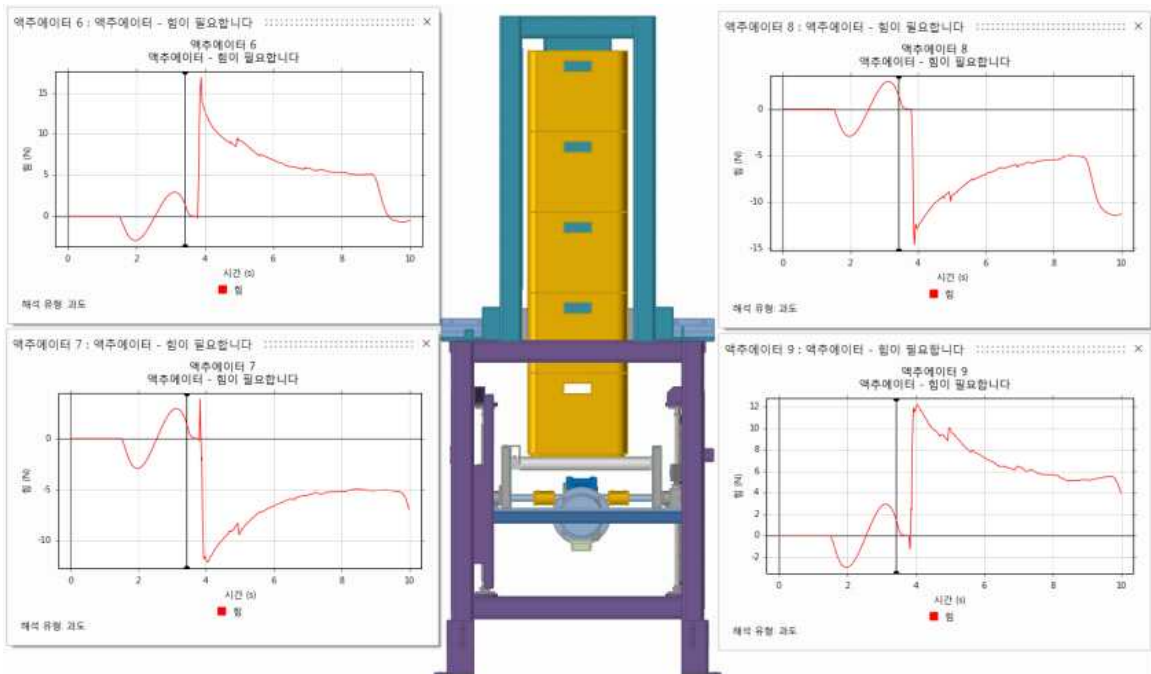 액추에이터 6 : 액추에이터 - 힘이 필요합니다
액추에이터 6
액추에이터 - 힘이 필요합니다
힘 (N)
15
10
5
0
0 2 4 6 8 10
시간 (s)
힘
해석 유형: 과도
액추에이터 7 : 액추에이터 - 힘이 필요합니다
액추에이터 7
액추에이터 - 힘이 필요합니다
힘 (N)
0
-5
-10
0 2 4 6 8 10
시간 (s)
힘
해석 유형: 과도
액추에이터 8 : 액추에이터 - 힘이 필요합니다
액추에이터 8
액추에이터 - 힘이 필요합니다
힘 (N)
0
-5
-10
-15
0 2 4 6 8 10
시간 (s)
힘
해석 유형: 과도
액추에이터 9 : 액추에이터 - 힘이 필요합니다
액추에이터 9
액추에이터 - 힘이 필요합니다
힘 (N)
12
10
8
6
4
2
0
-2
0 2 4 6 8 10
시간 (s)
힘
해석 유형: 과도